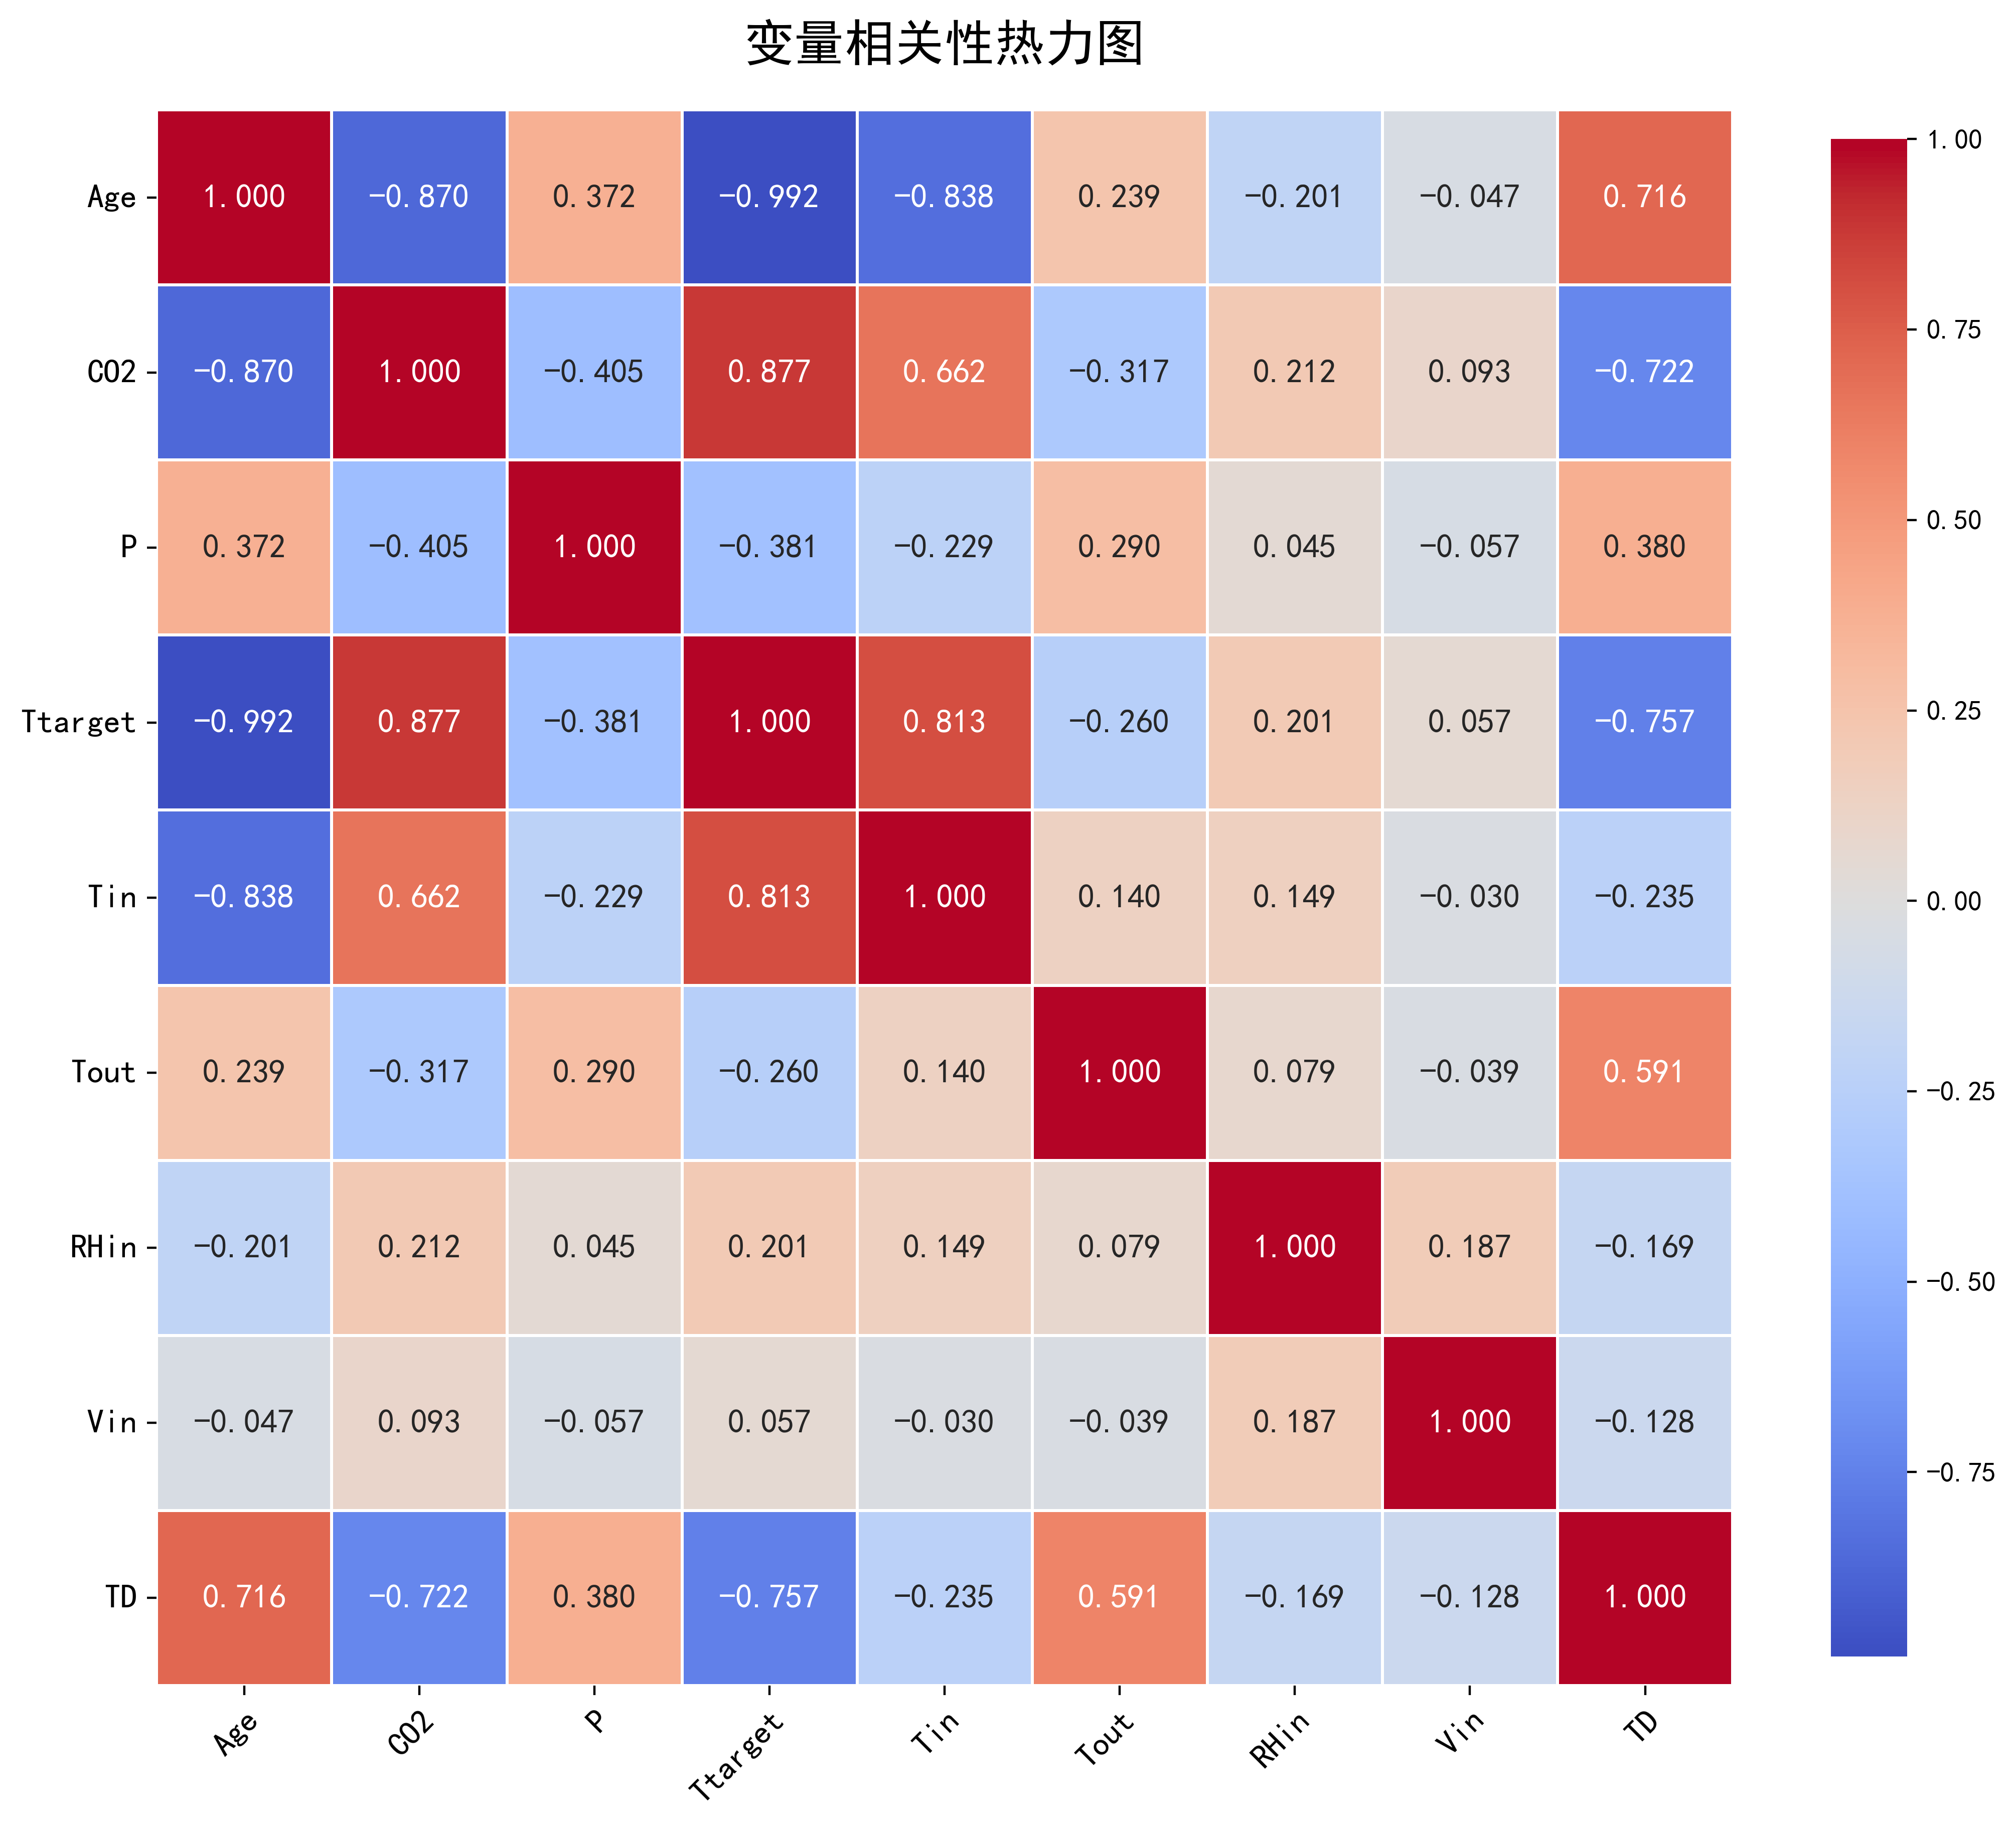 变量相关性热力图
Age 1.000 -0.870 0.372 -0.992 -0.838 0.239 -0.201 -0.047 0.716
CO2 -0.870 1.000 -0.405 0.877 0.662 -0.317 0.212 0.093 -0.722
P 0.372 -0.405 1.000 -0.381 -0.229 0.290 0.045 -0.057 0.380
Ttarget -0.992 0.877 -0.381 1.000 0.813 -0.260 0.201 0.057 -0.757
Tin -0.838 0.662 -0.229 0.813 1.000 0.140 0.149 -0.030 -0.235
Tout 0.239 -0.317 0.290 -0.260 0.140 1.000 0.079 -0.039 0.591
RHin -0.201 0.212 0.045 0.201 0.149 0.079 1.000 0.187 -0.169
Vin -0.047 0.093 -0.057 0.057 -0.030 -0.039 0.187 1.000 -0.128
TD 0.716 -0.722 0.380 -0.757 -0.235 0.591 -0.169 -0.128 1.000
Age CO2 P Ttarget Tin Tout RHin Vin TD
1.00
0.75
0.50
0.25
0.00
-0.25
-0.50
-0.75